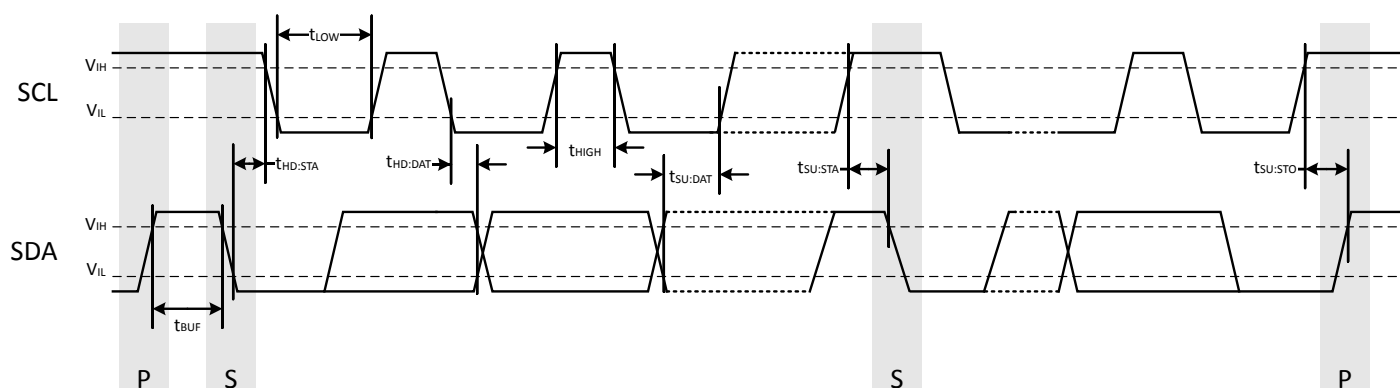 tLOW
VIH
SCL
VIL
tHD:STA
tHD:DAT
tHIGH
tSU:DAT
tSU:STA
tSU:STO
VIH
SDA
VIL
tBUF
P
S
S
P